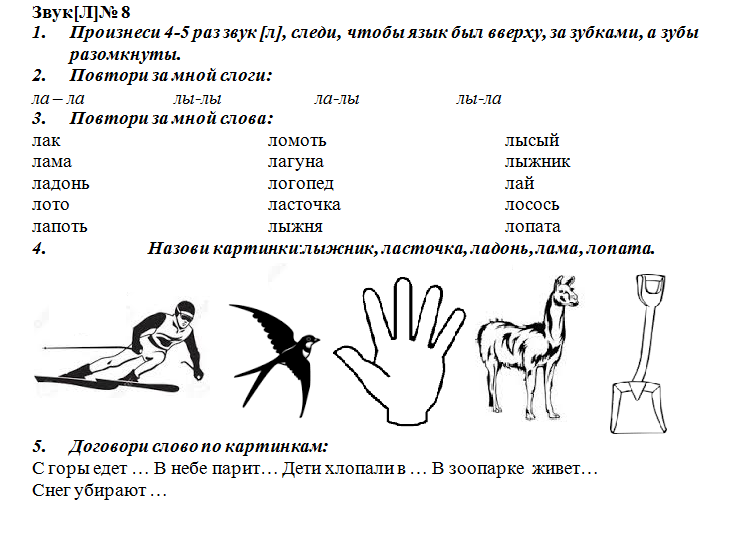 Звук[Л]№ 8
1. Произнеси 4-5 раз звук [л], следи, чтобы язык был вверху, за зубками, а зубы
разомкнуты.
2. Повтори за мной слоги:
ла – ла лы-лы ла-лы лы-ла
3. Повтори за мной слова:
лак ломоть лысый
лама лагуна лыжник
ладонь логопед лай
лото ласточка лосось
лапоть лыжня лопата
4. Назови картинки:лыжник, ласточка, ладонь, лама, лопата.
5. Договори слово по картинкам:
С горы едет … В небе парит… Дети хлопали в … В зоопарке живет…
Снег убирают …